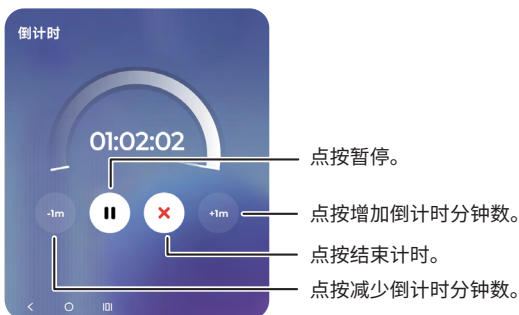 倒计时
01:02:02
点按暂停。
-1m
+1m
点按增加倒计时分钟数。
点按结束计时。
点按减少倒计时分钟数。